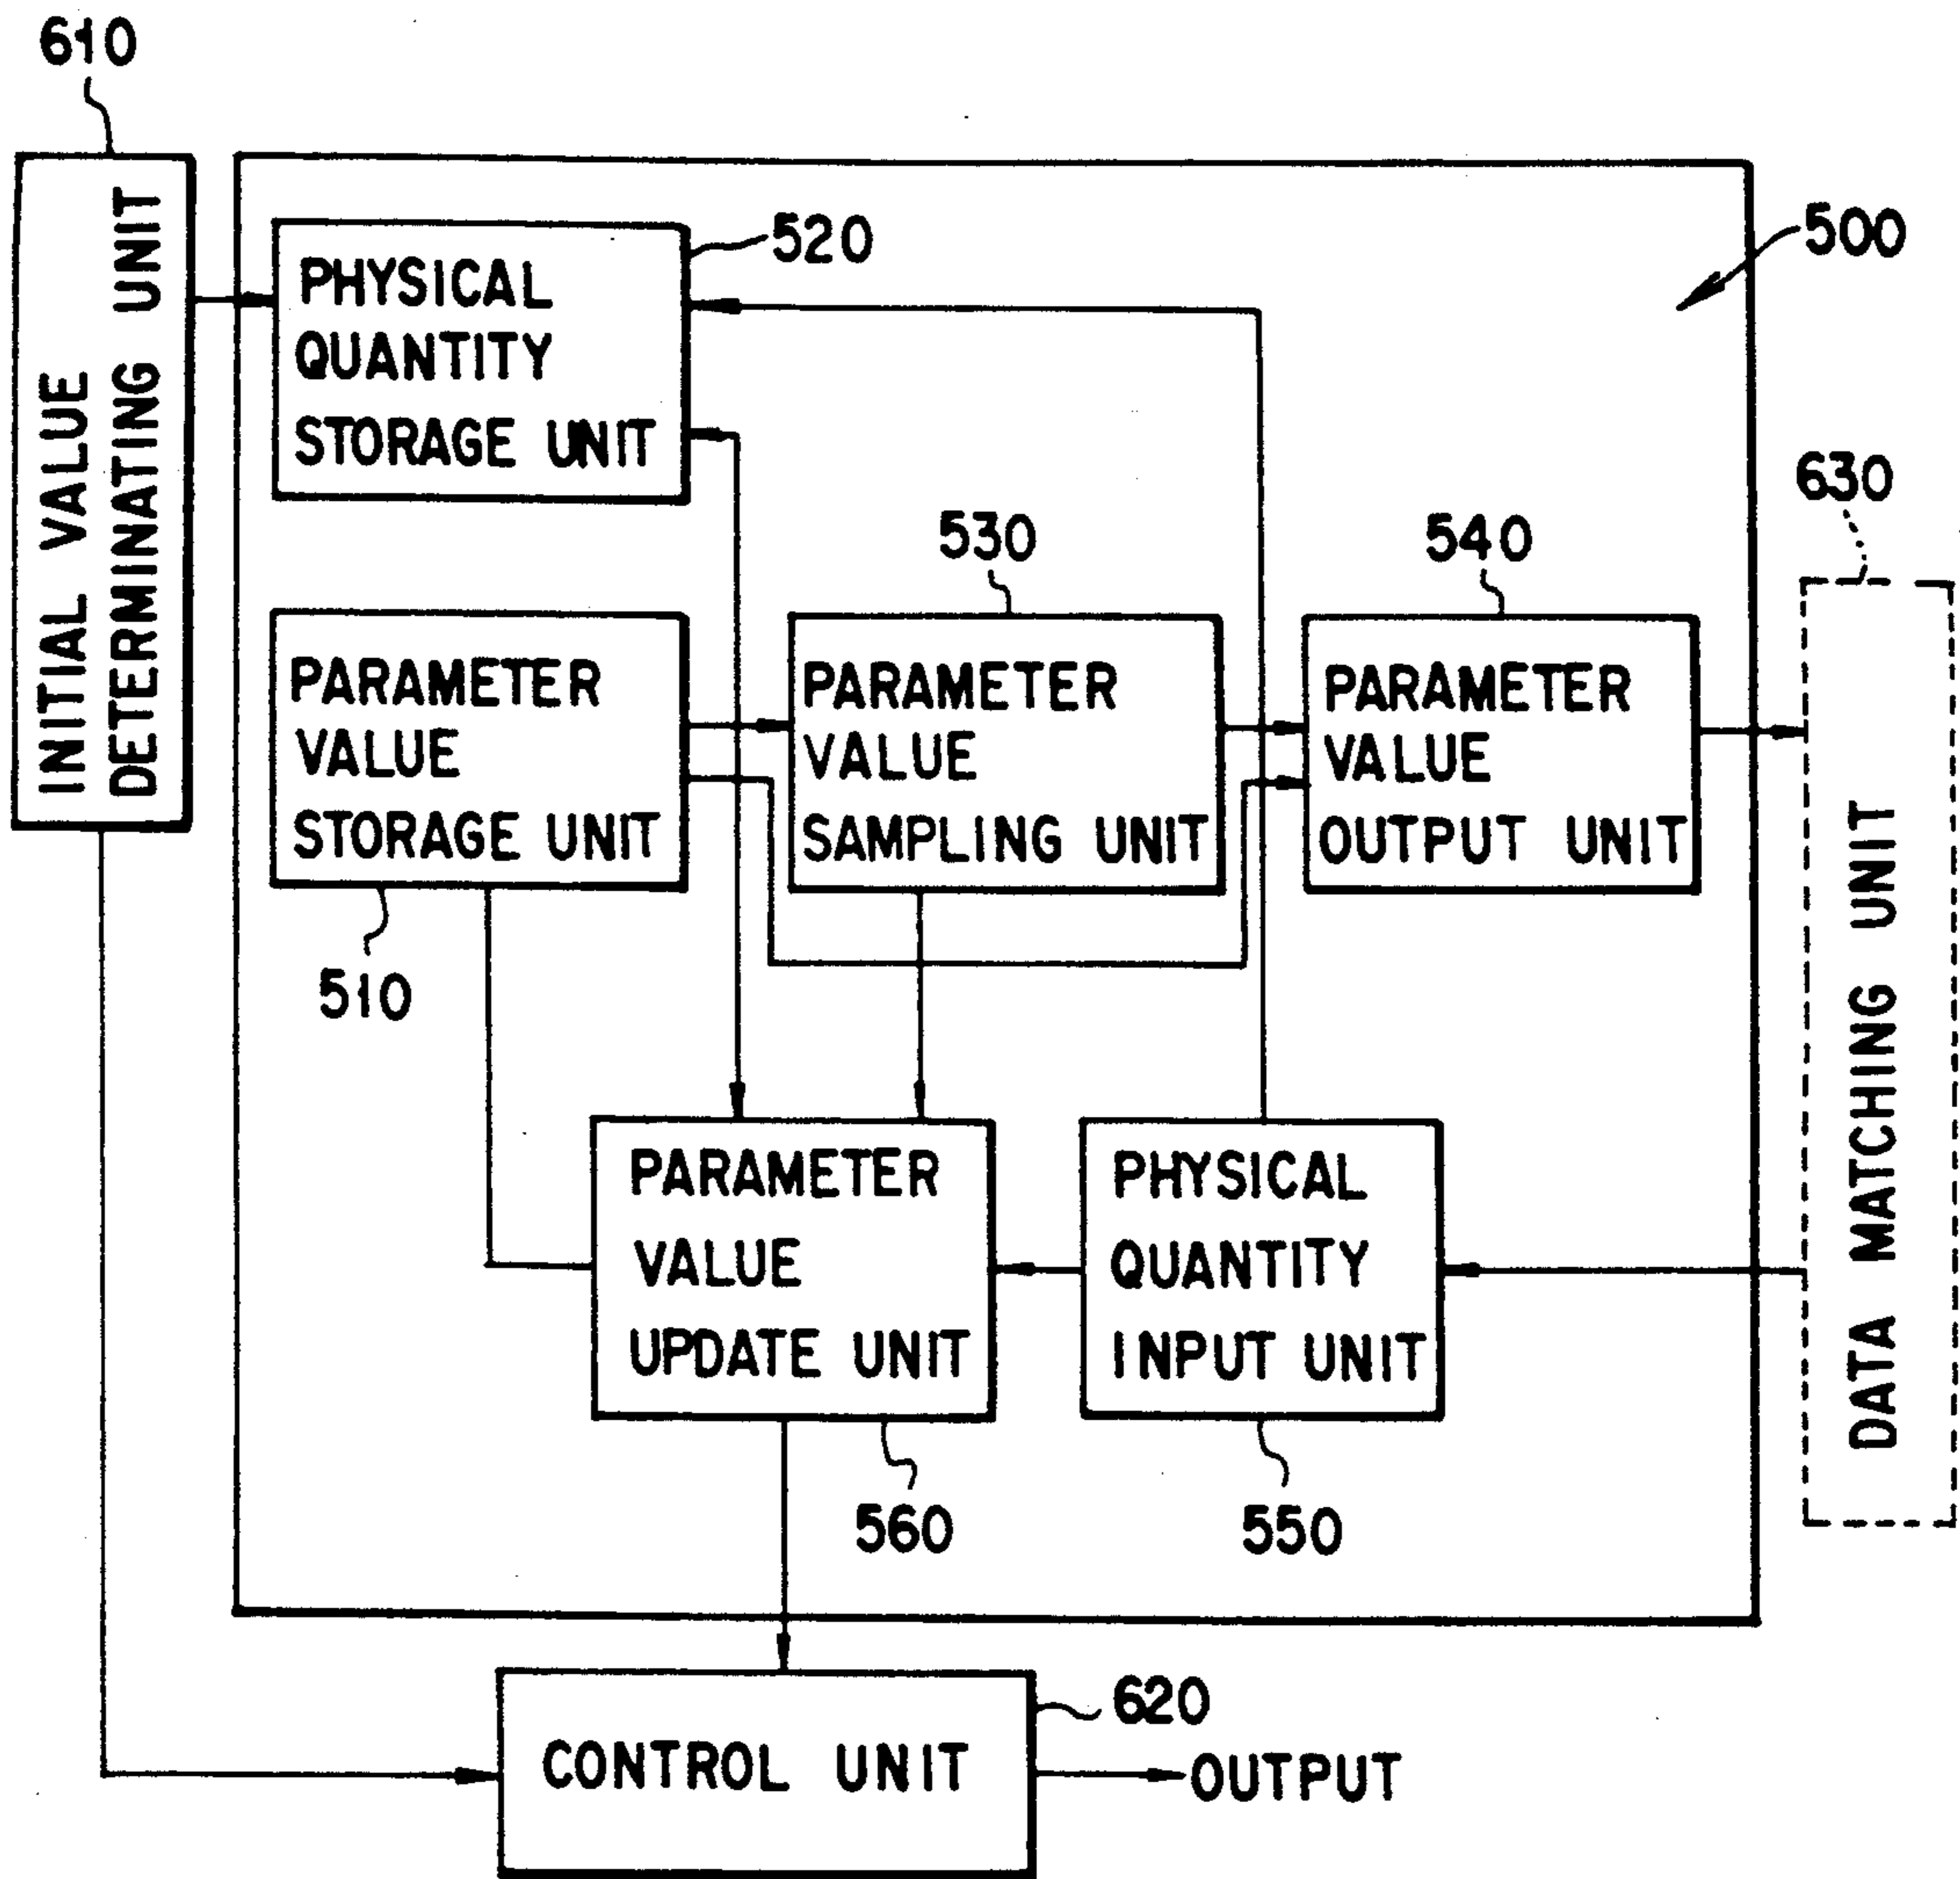 610
INITIAL VALUE
DETERMINATING UNIT
520
PHYSICAL
QUANTITY
STORAGE UNIT
500
630
530
540
PARAMETER
VALUE
STORAGE UNIT
510
PARAMETER
VALUE
SAMPLING UNIT
PARAMETER
VALUE
OUTPUT UNIT
DATA MATCHING UNIT
PARAMETER
VALUE
UPDATE UNIT
560
PHYSICAL
QUANTITY
INPUT UNIT
550
CONTROL UNIT
620
OUTPUT